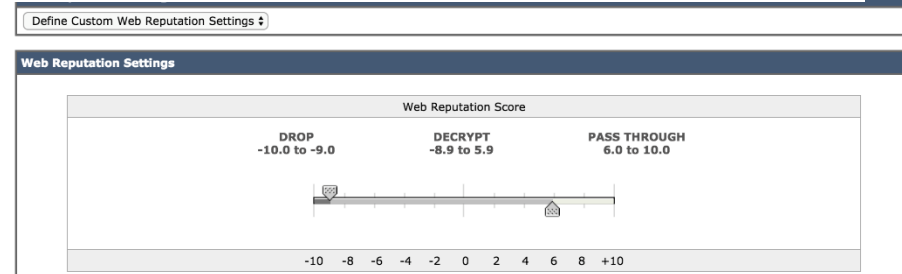 Define Custom Web Reputation Settings
Web Reputation Settings
Web Reputation Score
DROP DECRYPT PASS THROUGH
-10.0 to -9.0 -8.9 to 5.9 6.0 to 10.0
-10 -8 -6 -4 -2 0 2 4 6 8 +10